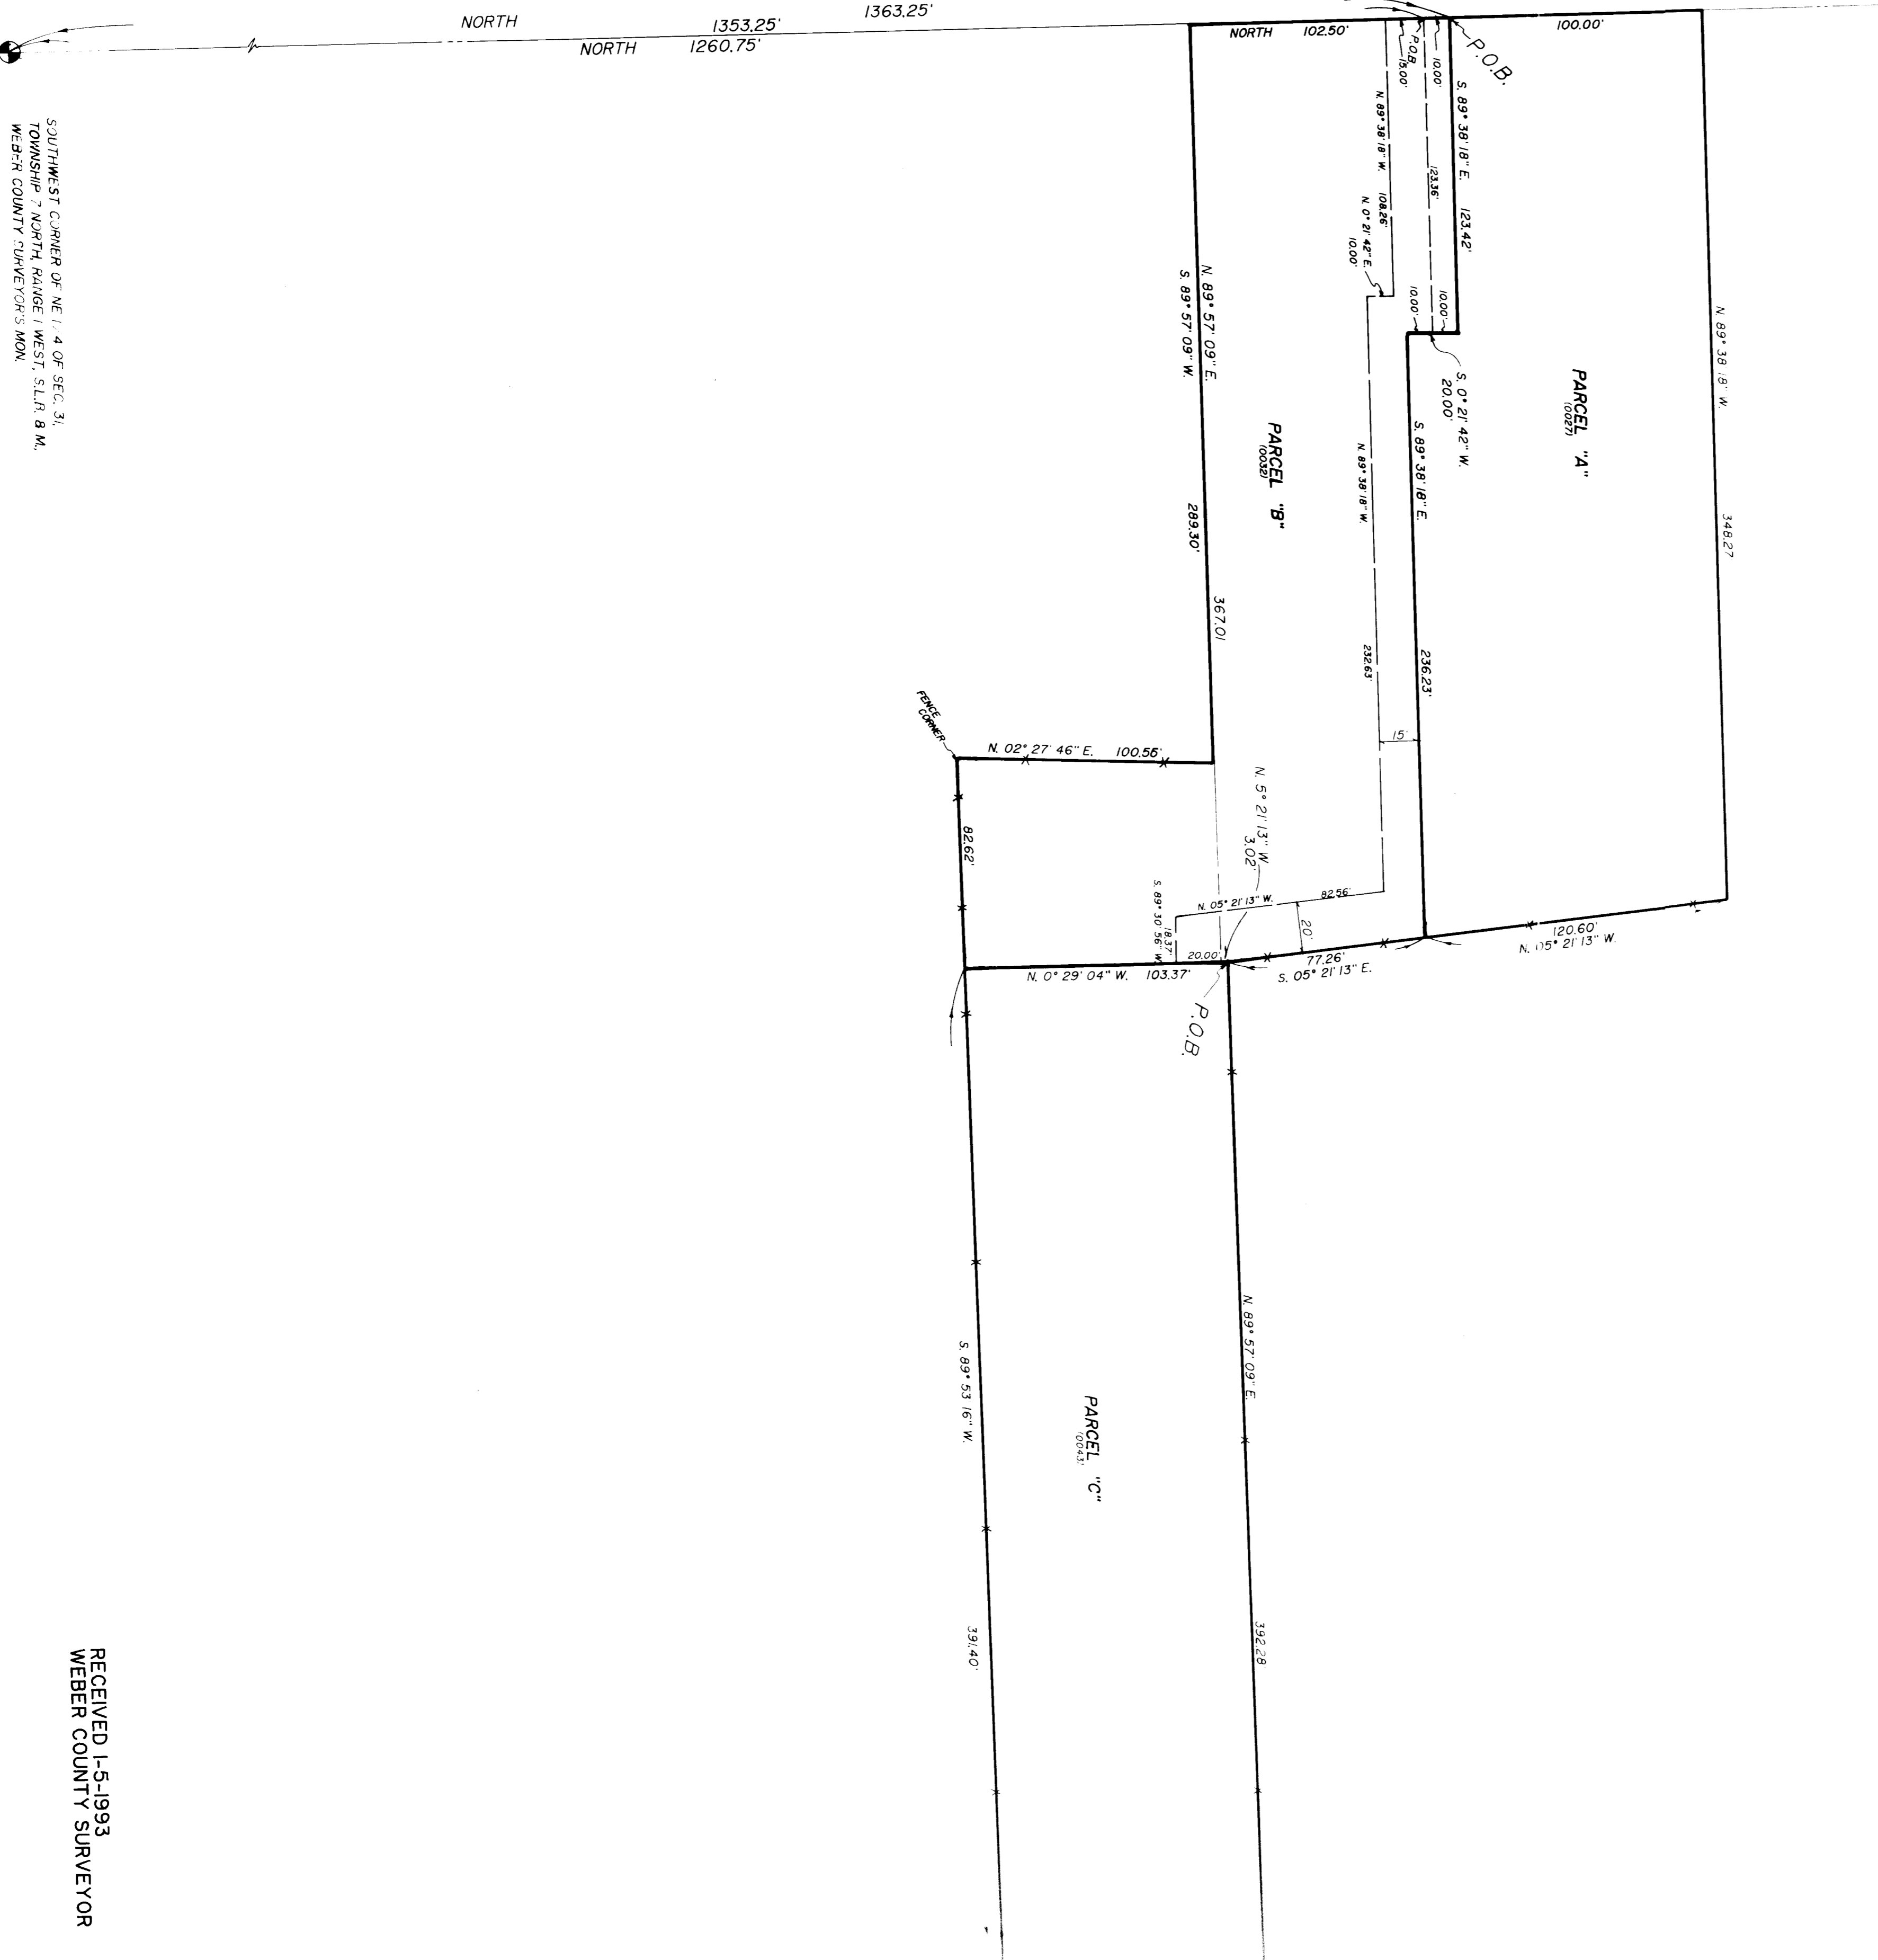 NORTH 1353.25' 1363.25'
NORTH 1260.75'
NORTH 102.50'
100.00'
P.O.B.
P.O.B.
10.00'
15.00'
S. 89° 38' 18" E. 123.42'
123.36'
N. 89° 38' 18" W. 108.26'
N. 0° 21' 42" E.
10.00'
10.00'
10.00'
S. 0° 21' 42" W.
20.00'
N. 89° 38' 18" W. 348.27
PARCEL "A"
(0027)
S. 89° 38' 18" E. 236.23'
N. 89° 38' 18" W. 232.63'
15'
PARCEL "B"
(0032)
N. 89° 57' 09" E. 367.01
S. 89° 57' 09" W. 289.30'
FENCE
CORNER
N. 02° 27' 46" E. 100.56'
82.62'
N. 5° 21' 13" W
3.02'
N. 05° 21' 13" W. 82.56'
20'
S. 89° 30' 56" W.
18.37'
20.00'
N. 0° 29' 04" W. 103.37'
77.26'
S. 05° 21' 13" E.
120.60'
N. 05° 21' 13" W.
P.O.B.
N. 89° 57' 09" E. 392.28'
PARCEL "C"
(0043)
S. 89° 53' 16" W. 391.40'
SOUTHWEST CORNER OF NE 1/4 OF SEC. 31,
TOWNSHIP 7 NORTH, RANGE 1 WEST, S.L.B. & M.,
WEBER COUNTY SURVEYOR'S MON.
RECEIVED 1-5-1993
WEBER COUNTY SURVEYOR